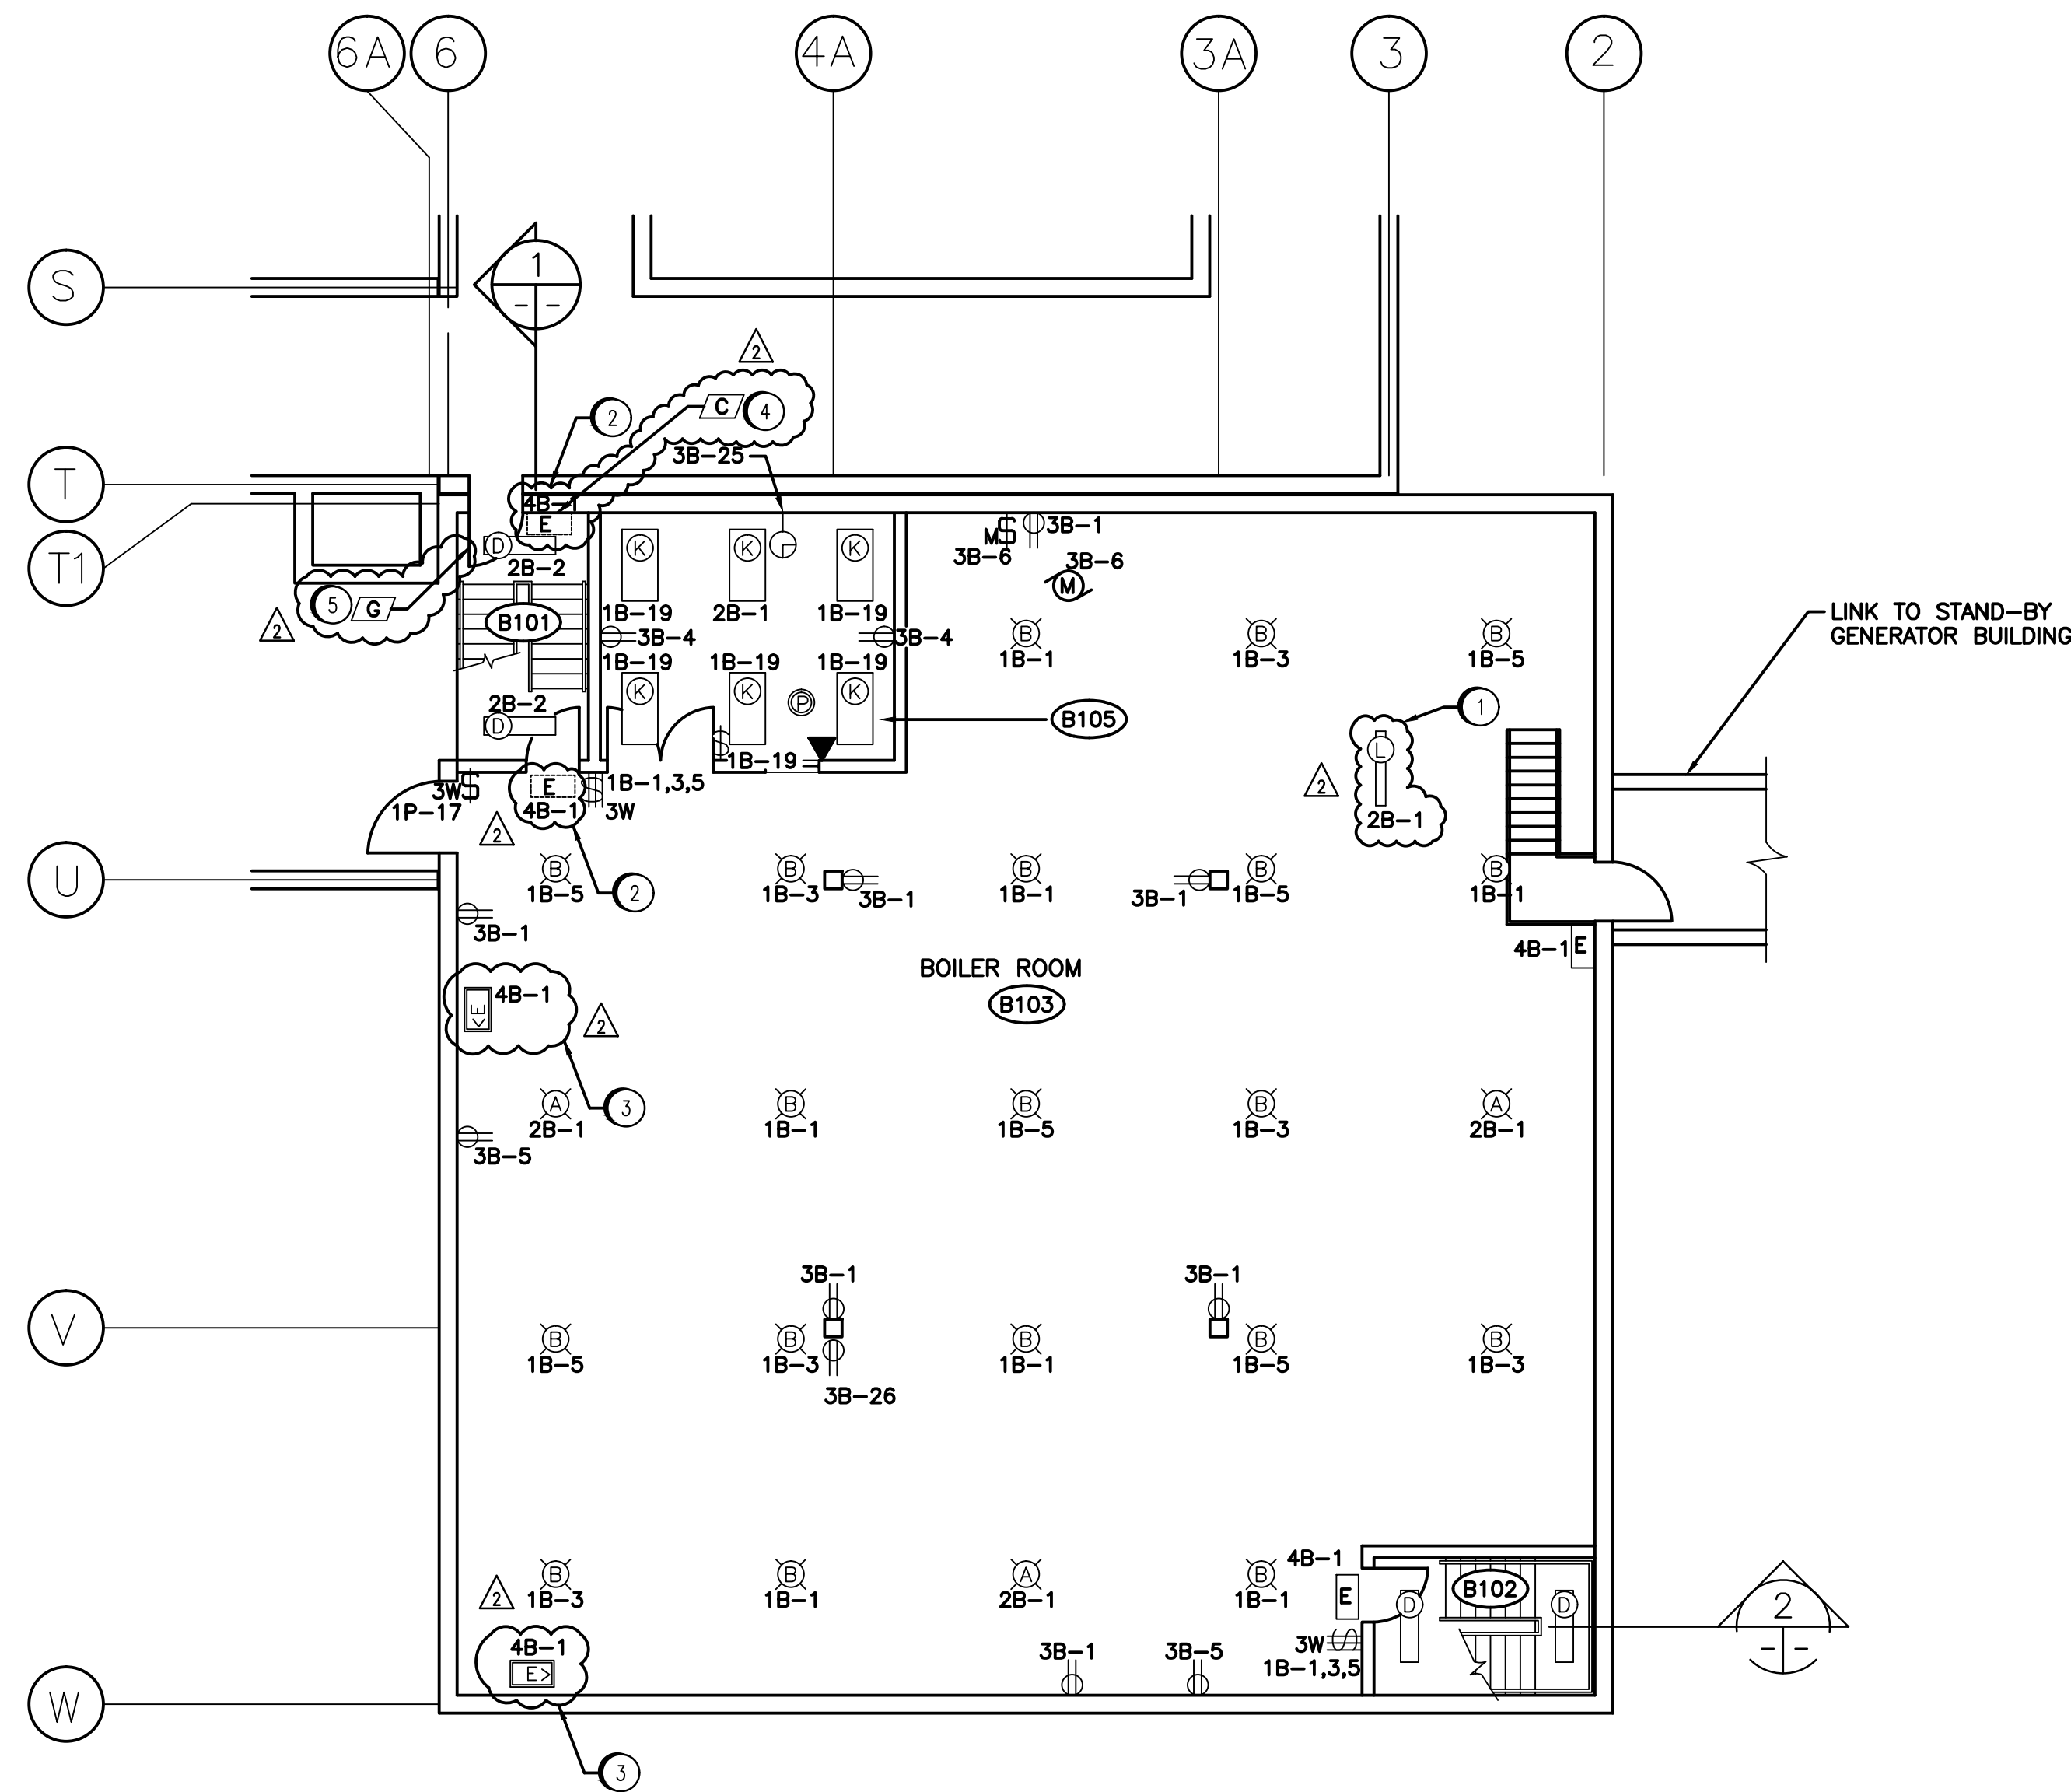 6A 6 4A 3A 3 2
S
1
- -
2
C 4
2
3B-25
T
4B-
E
D
2B-2
T1
5 G
2
B101
K K K
1B-19 2B-1 1B-19
3B-4 3B-4
1B-19 1B-19 1B-19
K K K
P
MS 3B-1
3B-6 3B-6
M
B B B
1B-1 1B-3 1B-5
LINK TO STAND-BY
GENERATOR BUILDING
2B-2
D
B105
1
L
2
2B-1
1B-19
S
3W S
1P-17
E
4B-1
1B-1,3,5
S
3W
2
U
B B B B B
1B-5 1B-3 1B-1 1B-5 1B-1
3B-1 3B-1
2
3B-1
4B-1 E
BOILER ROOM
B103
4B-1
<E
2
3
A B B B A
2B-1 1B-1 1B-5 1B-3 2B-1
3B-5
3B-1 3B-1
V
B B B B B
1B-5 1B-3 1B-1 1B-5 1B-3
3B-26
B B A B
1B-3 1B-1 2B-1 1B-1
2
4B-1
E
D B102 D
2
- -
4B-1
E>
3B-1 3B-5
3W S
1B-1,3,5
W
3